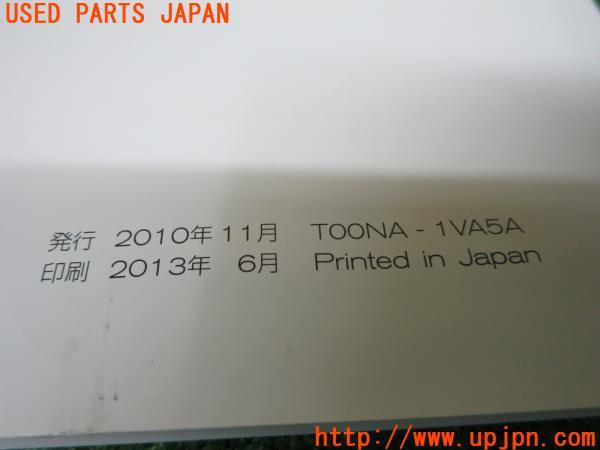 USED PARTS JAPAN
発行 2010年 11月 TOONA - 1VA5A
印刷 2013年 6月 Printed in Japan
http://www.upjpn.com